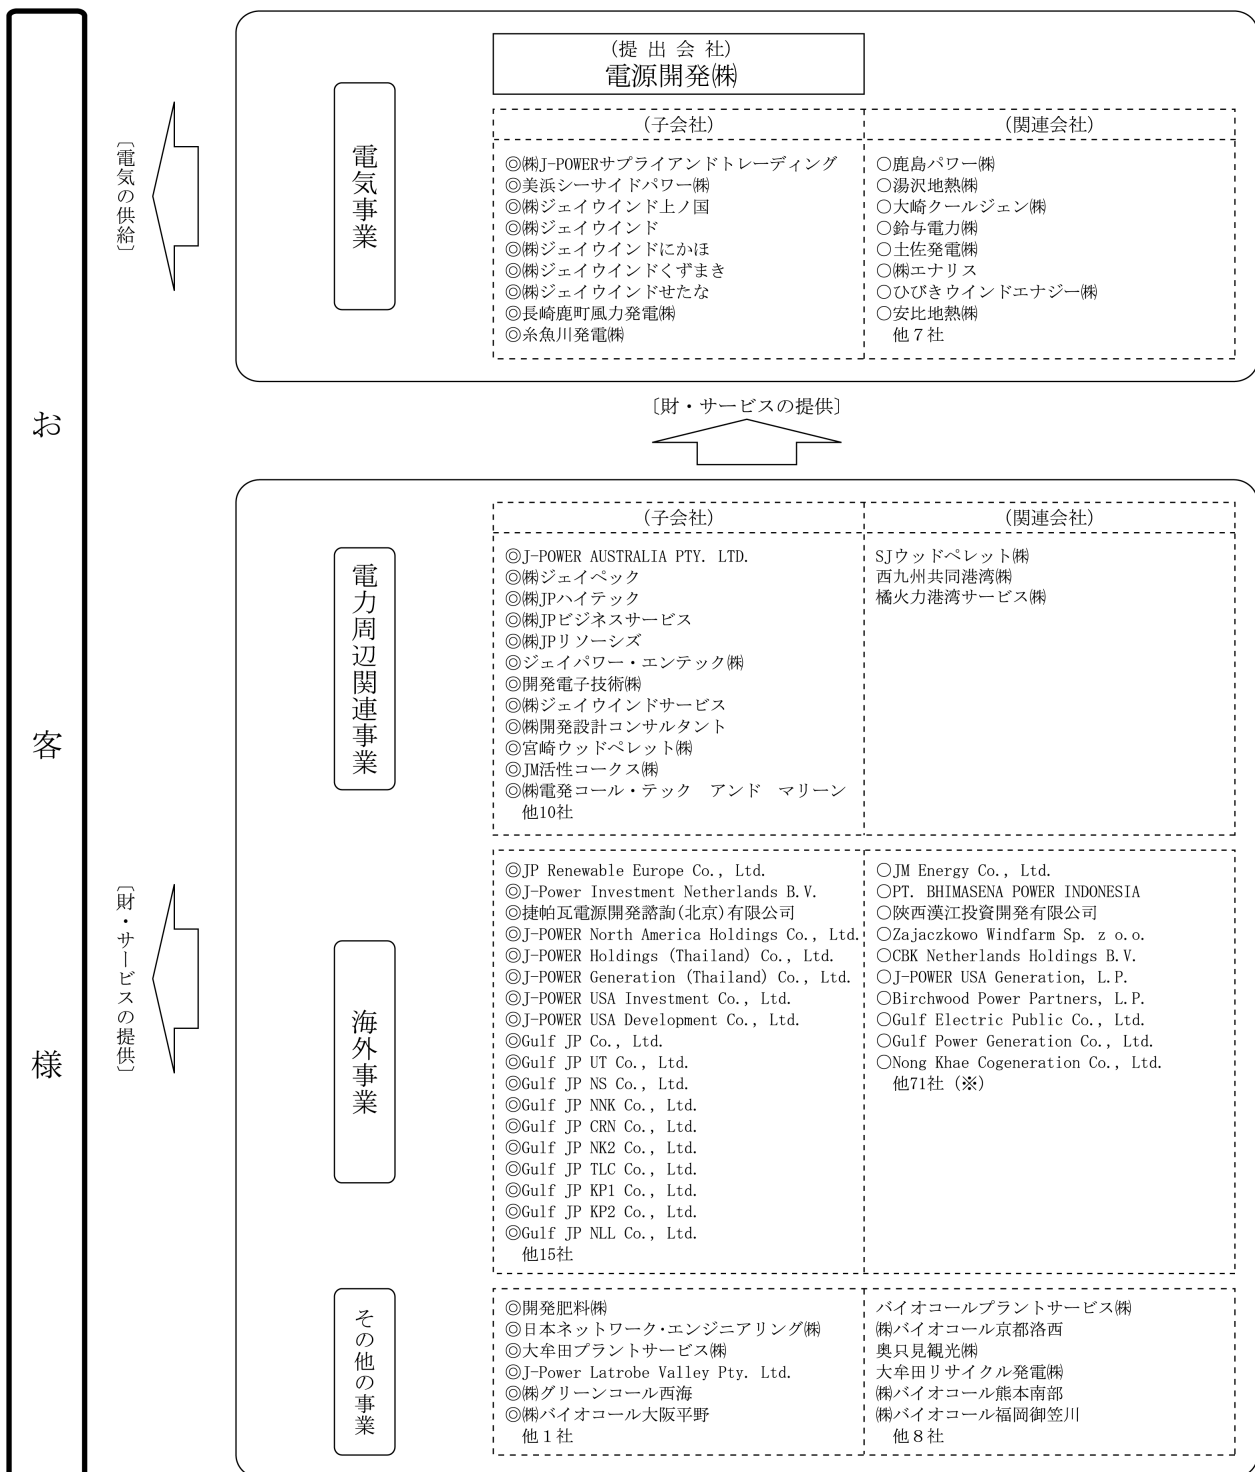 お客様
〔電気の供給〕
〔財・サービスの提供〕
電気事業
(提 出 会 社)
電源開発㈱
(子会社)
◎㈱J-POWERサプライアンドトレーディング
◎美浜シーサイドパワー㈱
◎㈱ジェイウインド上ノ国
◎㈱ジェイウインド
◎㈱ジェイウインドにかほ
◎㈱ジェイウインドくずまき
◎㈱ジェイウインドせたな
◎長崎鹿町風力発電㈱
◎糸魚川発電㈱
(関連会社)
○鹿島パワー㈱
○湯沢地熱㈱
○大崎クールジェン㈱
○鈴与電力㈱
○土佐発電㈱
○㈱エナリス
○ひびきウインドエナジー㈱
○安比地熱㈱
他７社
〔財・サービスの提供〕
電力周辺関連事業
(子会社)
◎J-POWER AUSTRALIA PTY. LTD.
◎㈱ジェイペック
◎㈱JPハイテック
◎㈱JPビジネスサービス
◎㈱JPリソーシズ
◎ジェイパワー・エンテック㈱
◎開発電子技術㈱
◎㈱ジェイウインドサービス
◎㈱開発設計コンサルタント
◎宮崎ウッドペレット㈱
◎JM活性コークス㈱
◎㈱電発コール・テック　アンド　マリーン
他10社
(関連会社)
SJウッドペレット㈱
西九州共同港湾㈱
橘火力港湾サービス㈱
海外事業
◎JP Renewable Europe Co., Ltd.
◎J-Power Investment Netherlands B.V.
◎捷帕瓦電源開発諮詢(北京)有限公司
◎J-POWER North America Holdings Co., Ltd.
◎J-POWER Holdings (Thailand) Co., Ltd.
◎J-POWER Generation (Thailand) Co., Ltd.
◎J-POWER USA Investment Co., Ltd.
◎J-POWER USA Development Co., Ltd.
◎Gulf JP Co., Ltd.
◎Gulf JP UT Co., Ltd.
◎Gulf JP NS Co., Ltd.
◎Gulf JP NNK Co., Ltd.
◎Gulf JP CRN Co., Ltd.
◎Gulf JP NK2 Co., Ltd.
◎Gulf JP TLC Co., Ltd.
◎Gulf JP KP1 Co., Ltd.
◎Gulf JP KP2 Co., Ltd.
◎Gulf JP NLL Co., Ltd.
他15社
○JM Energy Co., Ltd.
○PT. BHIMASENA POWER INDONESIA
○陝西漢江投資開発有限公司
○Zajaczkowo Windfarm Sp. z o.o.
○CBK Netherlands Holdings B.V.
○J-POWER USA Generation, L.P.
○Birchwood Power Partners, L.P.
○Gulf Electric Public Co., Ltd.
○Gulf Power Generation Co., Ltd.
○Nong Khae Cogeneration Co., Ltd.
他71社（※）
その他の事業
◎開発肥料㈱
◎日本ネットワーク・エンジニアリング㈱
◎大牟田プラントサービス㈱
◎J-Power Latrobe Valley Pty. Ltd.
◎㈱グリーンコール西海
◎㈱バイオコール大阪平野
他１社
バイオコールプラントサービス㈱
㈱バイオコール京都洛西
奥只見観光㈱
大牟田リサイクル発電㈱
㈱バイオコール熊本南部
㈱バイオコール福岡御笠川
他８社